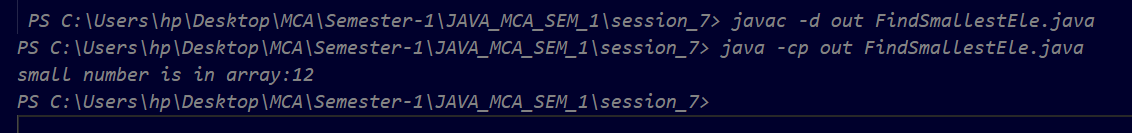 PS C:\Users\hp\Desktop\MCA\Semester-1\JAVA_MCA_SEM_1\session_7> javac -d out FindSmallestEle.java
PS C:\Users\hp\Desktop\MCA\Semester-1\JAVA_MCA_SEM_1\session_7> java -cp out FindSmallestEle.java
small number is in array:12
PS C:\Users\hp\Desktop\MCA\Semester-1\JAVA_MCA_SEM_1\session_7>